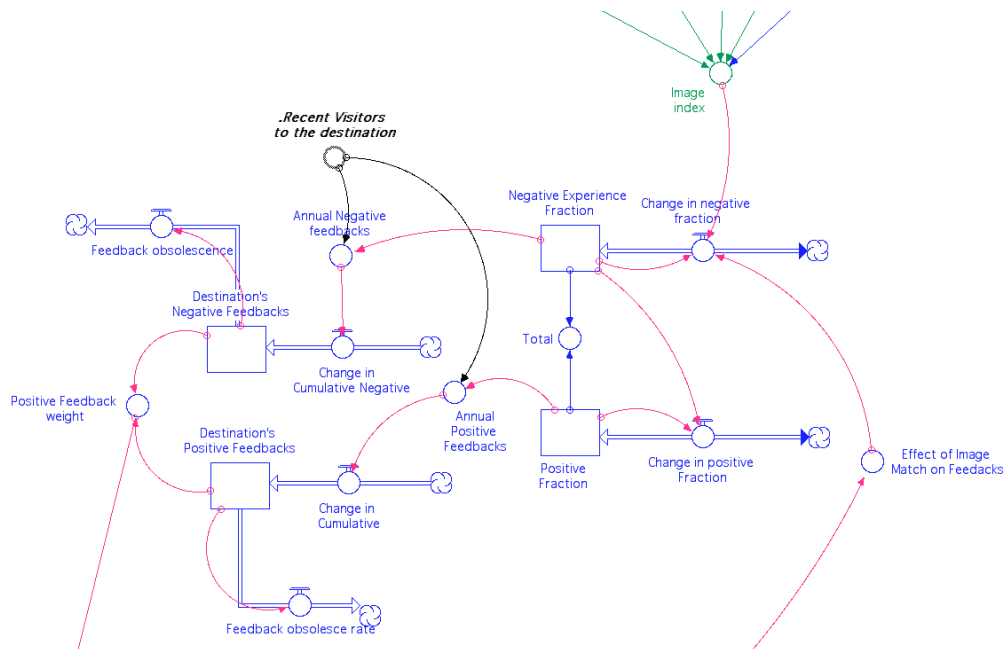 Image
index
.Recent Visitors
to the destination
Negative Experience
Fraction
Change in negative
fraction
Annual Negative
feedbacks
Feedback obsolescence
Destination's
Negative Feedbacks
Total
Change in
Cumulative Negative
Positive Feedback
weight
Annual
Positive
Feedbacks
Destination's
Positive Feedbacks
Positive
Fraction
Change in positive
Fraction
Effect of Image
Match on Feedacks
Change in
Cumulative
Feedback obsolesce rate